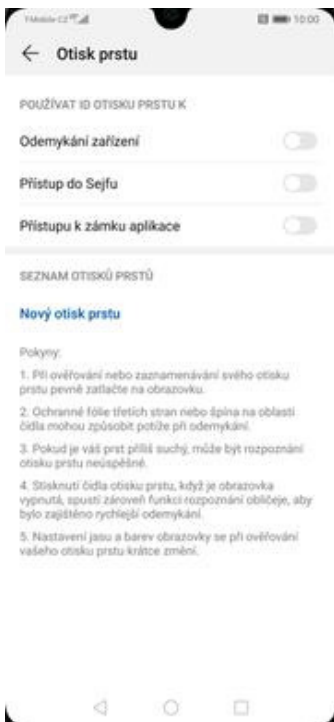 T-Mobile CZ
10:00
Otisk prstu
POUŽÍVAT ID OTISKU PRSTU K
Odemykání zařízení
Přístup do Sejfu
Přístupu k zámku aplikace
SEZNAM OTISKŮ PRSTŮ
Nový otisk prstu
Pokyny:
1. Při ověřování nebo zaznamenávání svého otisku
prstu pevně zatlačte na obrazovku.
2. Ochranné fólie třetích stran nebo špína na oblasti
čidla mohou způsobit potíže při odemykání.
3. Pokud je váš prst příliš suchý, může být rozpoznání
otisku prstu neúspěšné.
4. Stisknutí čidla otisku prstu, když je obrazovka
vypnutá, spustí zároveň funkci rozpoznání obličeje, aby
bylo zajištěno rychlejší odemykání.
5. Nastavení jasu a barev obrazovky se při ověřování
vašeho otisku prstu krátce změní.